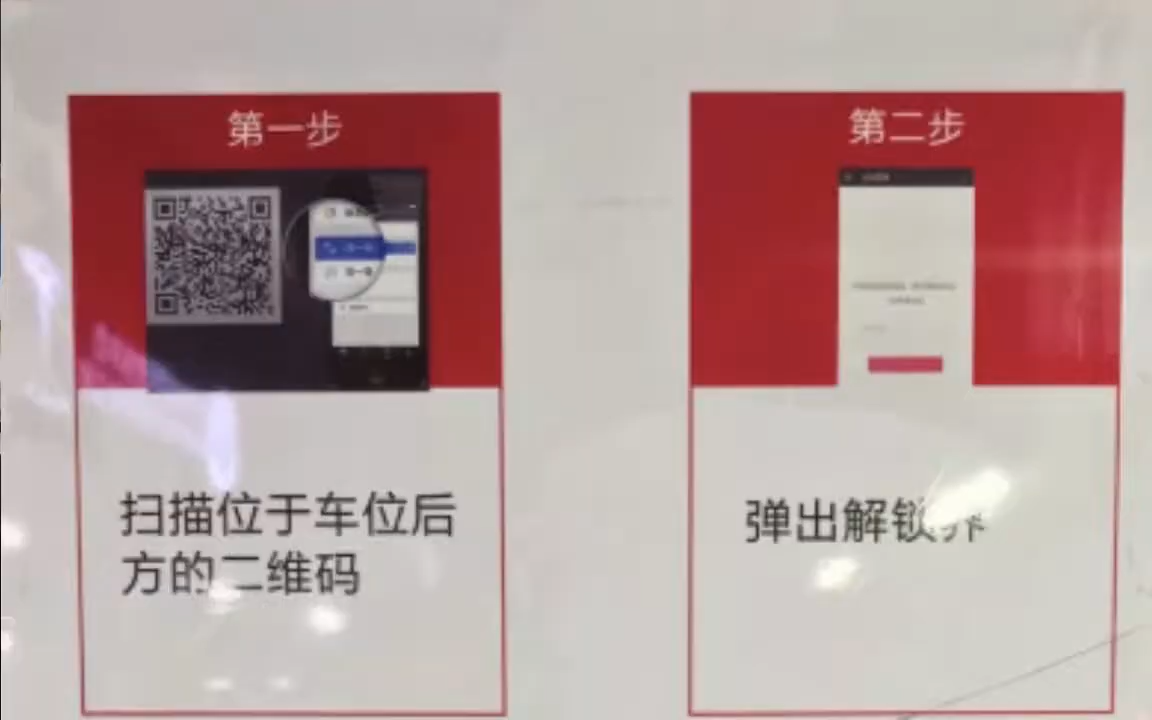 第一步
扫描位于车位后
方的二维码
第二步
弹出解锁界